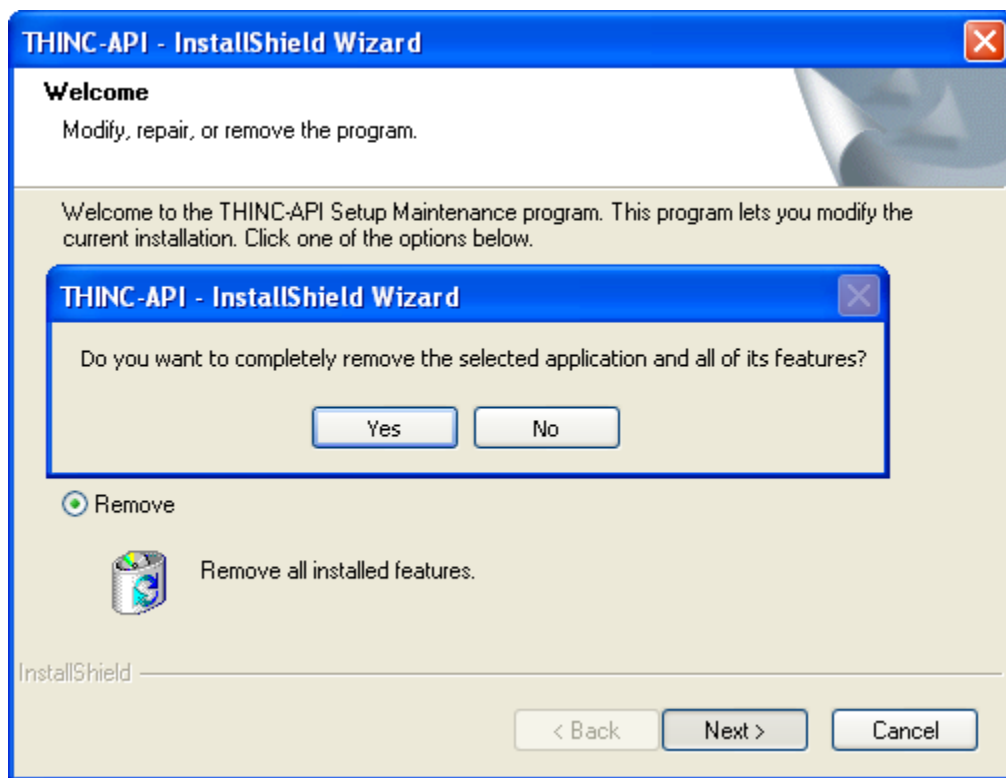 THINC-API - InstallShield Wizard
Welcome
Modify, repair, or remove the program.
Welcome to the THINC-API Setup Maintenance program. This program lets you modify the
current installation. Click one of the options below.
THINC-API - InstallShield Wizard
Do you want to completely remove the selected application and all of its features?
Yes No
Remove
Remove all installed features.
InstallShield
< Back Next > Cancel